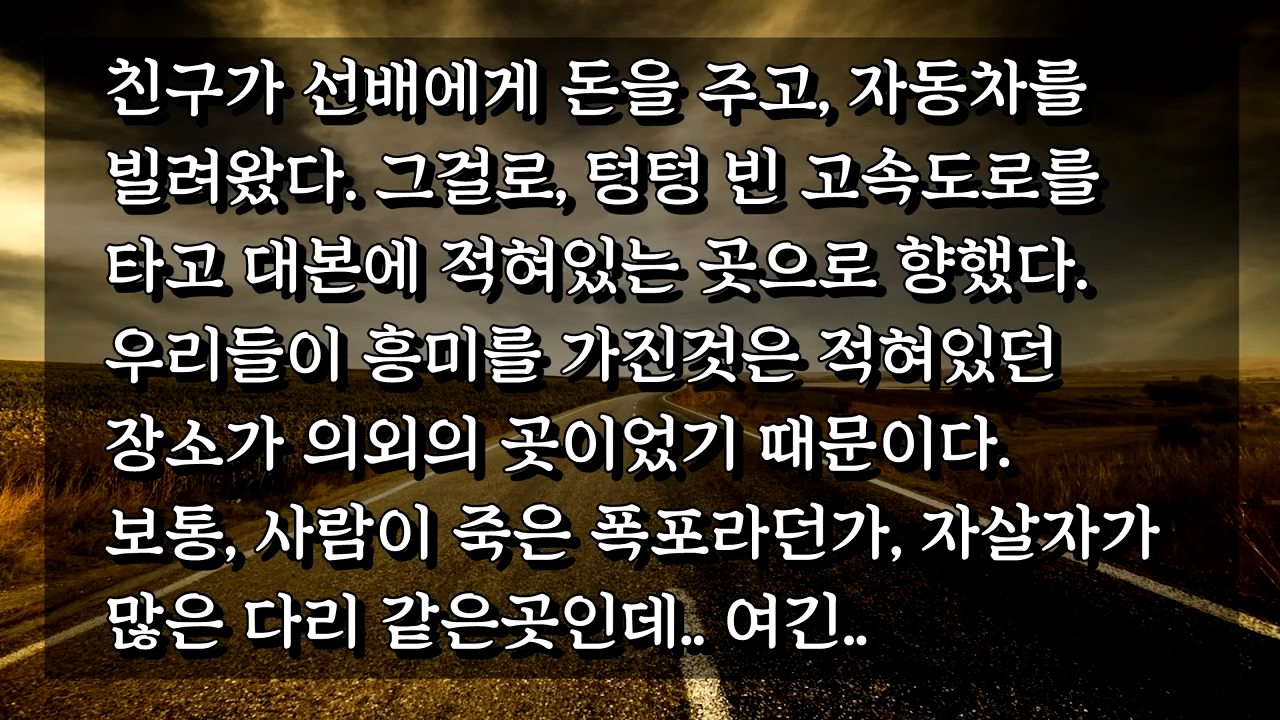 친구가 선배에게 돈을 주고, 자동차를
빌려왔다. 그걸로, 텅텅 빈 고속도로를
타고 대본에 적혀있는 곳으로 향했다.
우리들이 흥미를 가진것은 적혀있던
장소가 의외의 곳이었기 때문이다.
보통, 사람이 죽은 폭포라던가, 자살자가
많은 다리 같은곳인데.. 여긴..